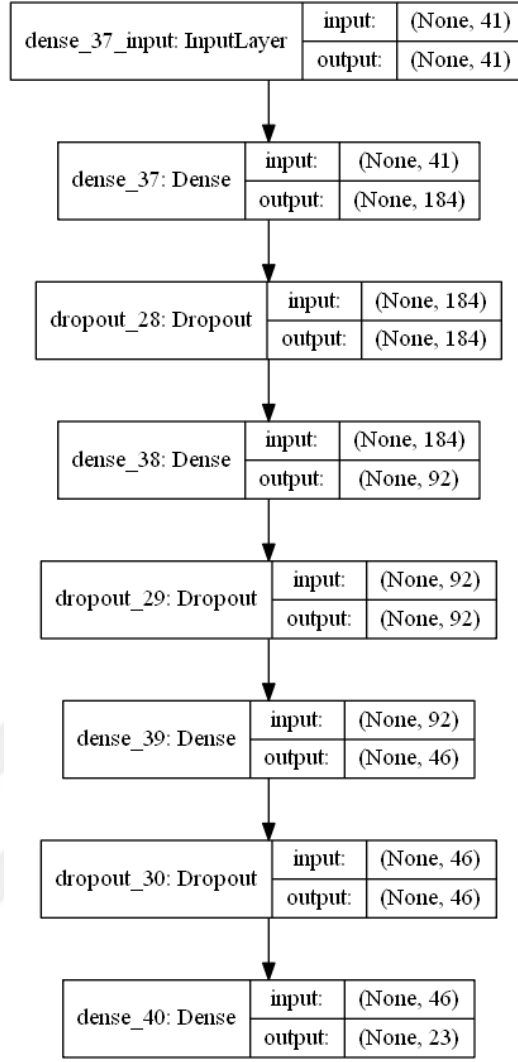 dense_37_input: InputLayer
input: (None, 41)
output: (None, 41)
dense_37: Dense
input: (None, 41)
output: (None, 184)
dropout_28: Dropout
input: (None, 184)
output: (None, 184)
dense_38: Dense
input: (None, 184)
output: (None, 92)
dropout_29: Dropout
input: (None, 92)
output: (None, 92)
dense_39: Dense
input: (None, 92)
output: (None, 46)
dropout_30: Dropout
input: (None, 46)
output: (None, 46)
dense_40: Dense
input: (None, 46)
output: (None, 23)